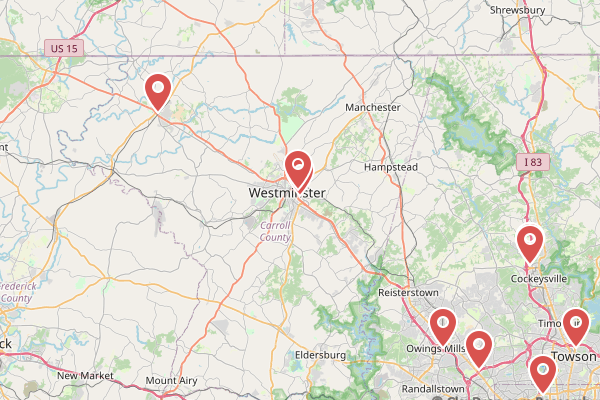 Shrewsbury
US 15
Manchester
I 83
Hampstead
Westminster
Carroll
County
Cockeysville
Frederick
County
Reisterstown
Owings Mills
Towson
Eldersburg
New Market
Mount Airy
Randallstown